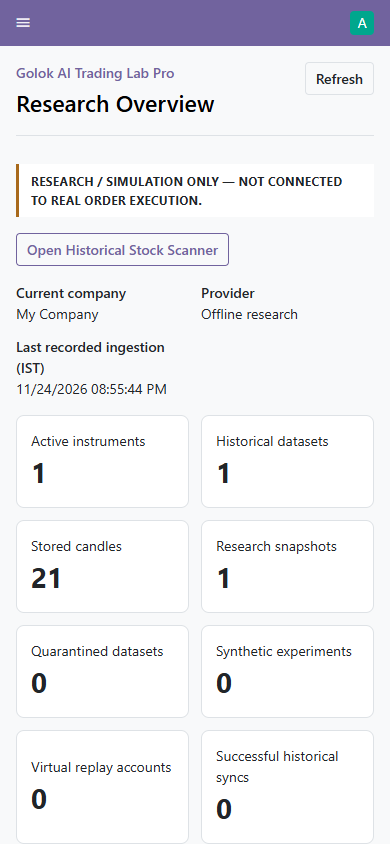 A
Golok AI Trading Lab Pro
Refresh
Research Overview
RESEARCH / SIMULATION ONLY — NOT CONNECTED
TO REAL ORDER EXECUTION.
Open Historical Stock Scanner
Current company
My Company
Provider
Offline research
Last recorded ingestion
(IST)
11/24/2026 08:55:44 PM
Active instruments
1
Historical datasets
1
Stored candles
21
Research snapshots
1
Quarantined datasets
0
Synthetic experiments
0
Virtual replay accounts
0
Successful historical
syncs
0